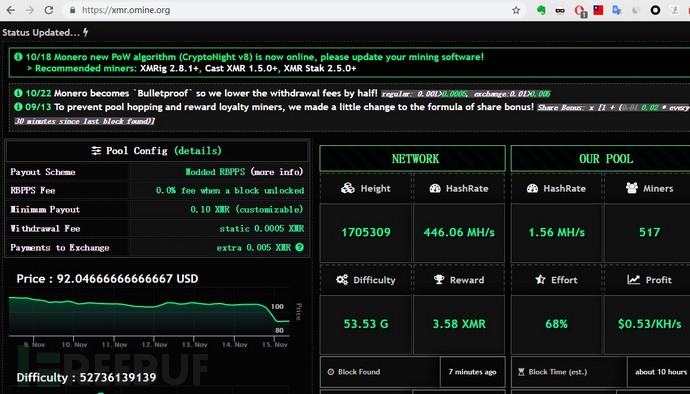 https://xmr.omine.org
Status Updated...
10/18 Monero new PoW algorithm (CryptoNight v8) is now online, please update your mining software!
> Recommended miners: XMRig 2.8.1+, Cast XMR 1.5.0+, XMR Stak 2.5.0+
10/22 Monero becomes `Bulletproof` so we lower the withdrawal fees by half! regular: 0.001>0.0005, exchange:0.01>0.005
09/13 To prevent pool hopping and reward loyalty miners, we made a little change to the formula of share bonus! Share Bonus: x [1 + (0.01 0.02 * every
30 minutes since last block found)]
Pool Config (details)
Payout Scheme Modded RBPPS (more info)
RBPPS Fee 0.0% fee when a block unlocked
Minimum Payout 0.10 XMR (customizable)
Withdrawal Fee static 0.0005 XMR
Payments to Exchange extra 0.005 XMR
NETWORK
Height HashRate
1705309 446.06 MH/s
Difficulty Reward
53.53 G 3.58 XMR
Block Found 7 minutes ago
OUR POOL
HashRate Miners
1.56 MH/s 517
Effort Profit
68% $0.53/KH/s
Block Time (est.) about 10 hours
Price : 92.04666666666667 USD
100
80
Price
9. Nov 10. Nov 11. Nov 12. Nov 13. Nov 14. Nov 15. Nov
FREEBUF
Difficulty : 52736139139